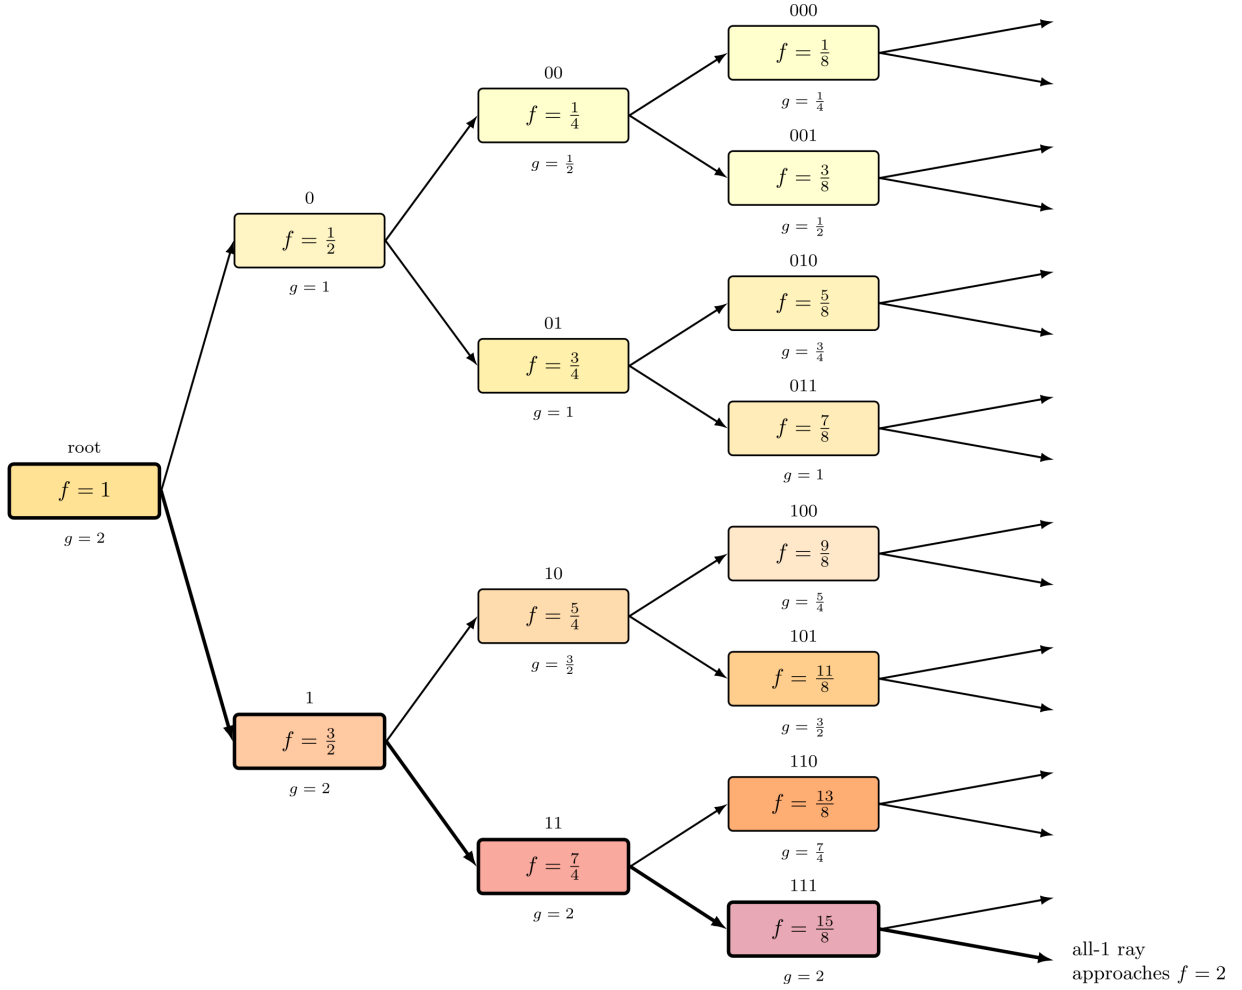 000
f = 1/8
g = 1/4
00
f = 1/4
g = 1/2
001
f = 3/8
g = 1/2
0
f = 1/2
g = 1
010
f = 5/8
g = 3/4
01
f = 3/4
g = 1
011
f = 7/8
g = 1
root
f = 1
g = 2
100
f = 9/8
g = 5/4
10
f = 5/4
g = 3/2
101
f = 11/8
g = 3/2
1
f = 3/2
g = 2
110
f = 13/8
g = 7/4
11
f = 7/4
g = 2
111
f = 15/8
g = 2
all-1 ray
approaches f = 2